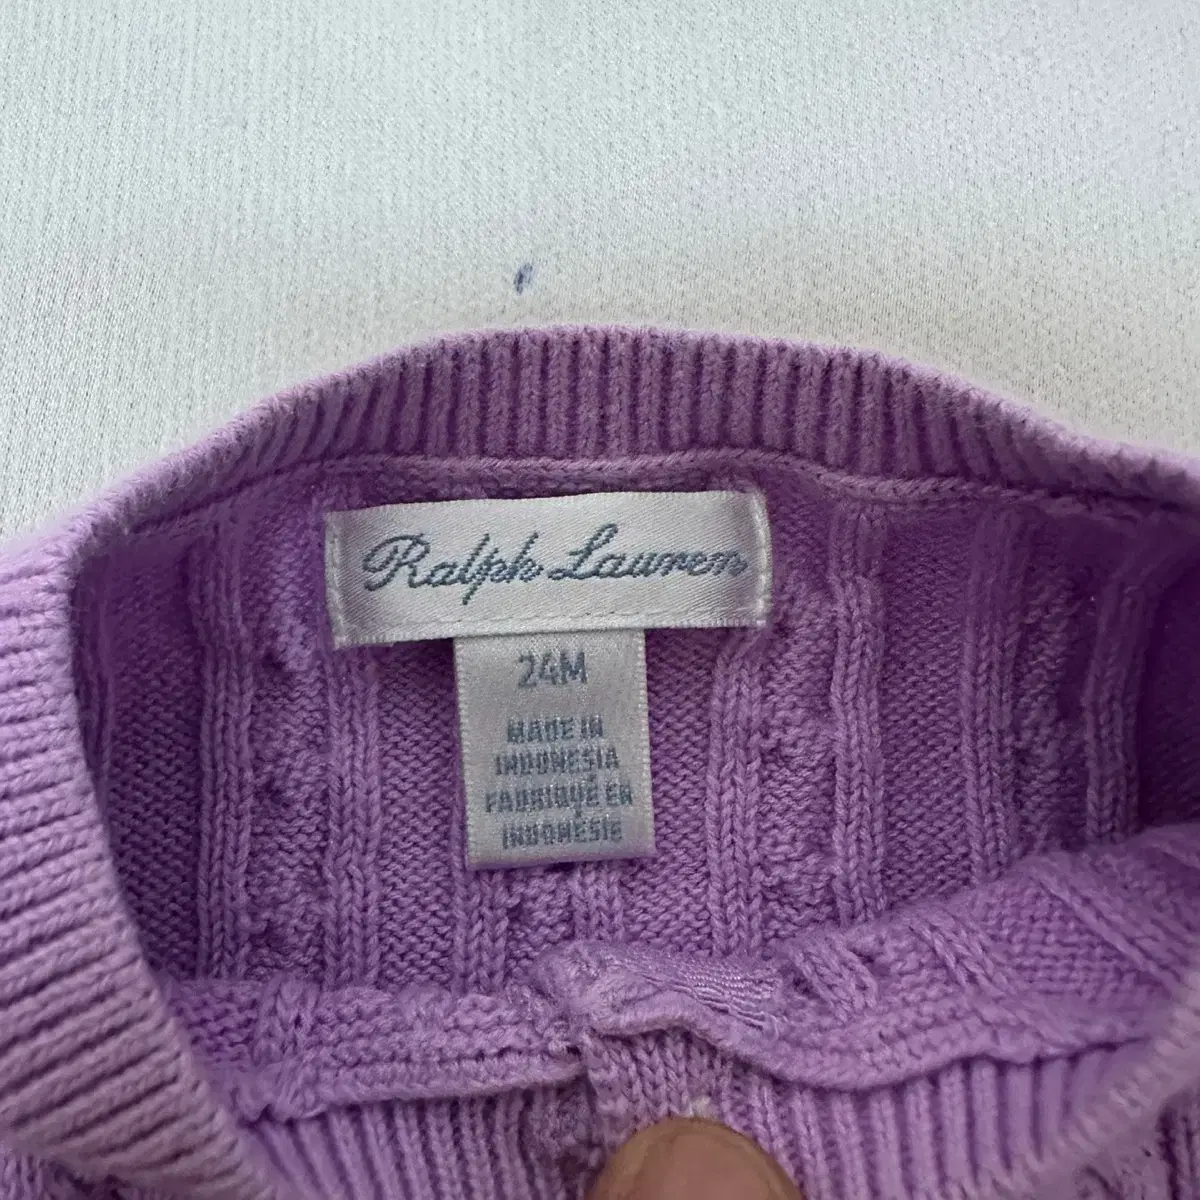 Ralph Lauren
24M
MADE IN
INDONESIA
FABRIQUÉ EN
INDONÉSIE